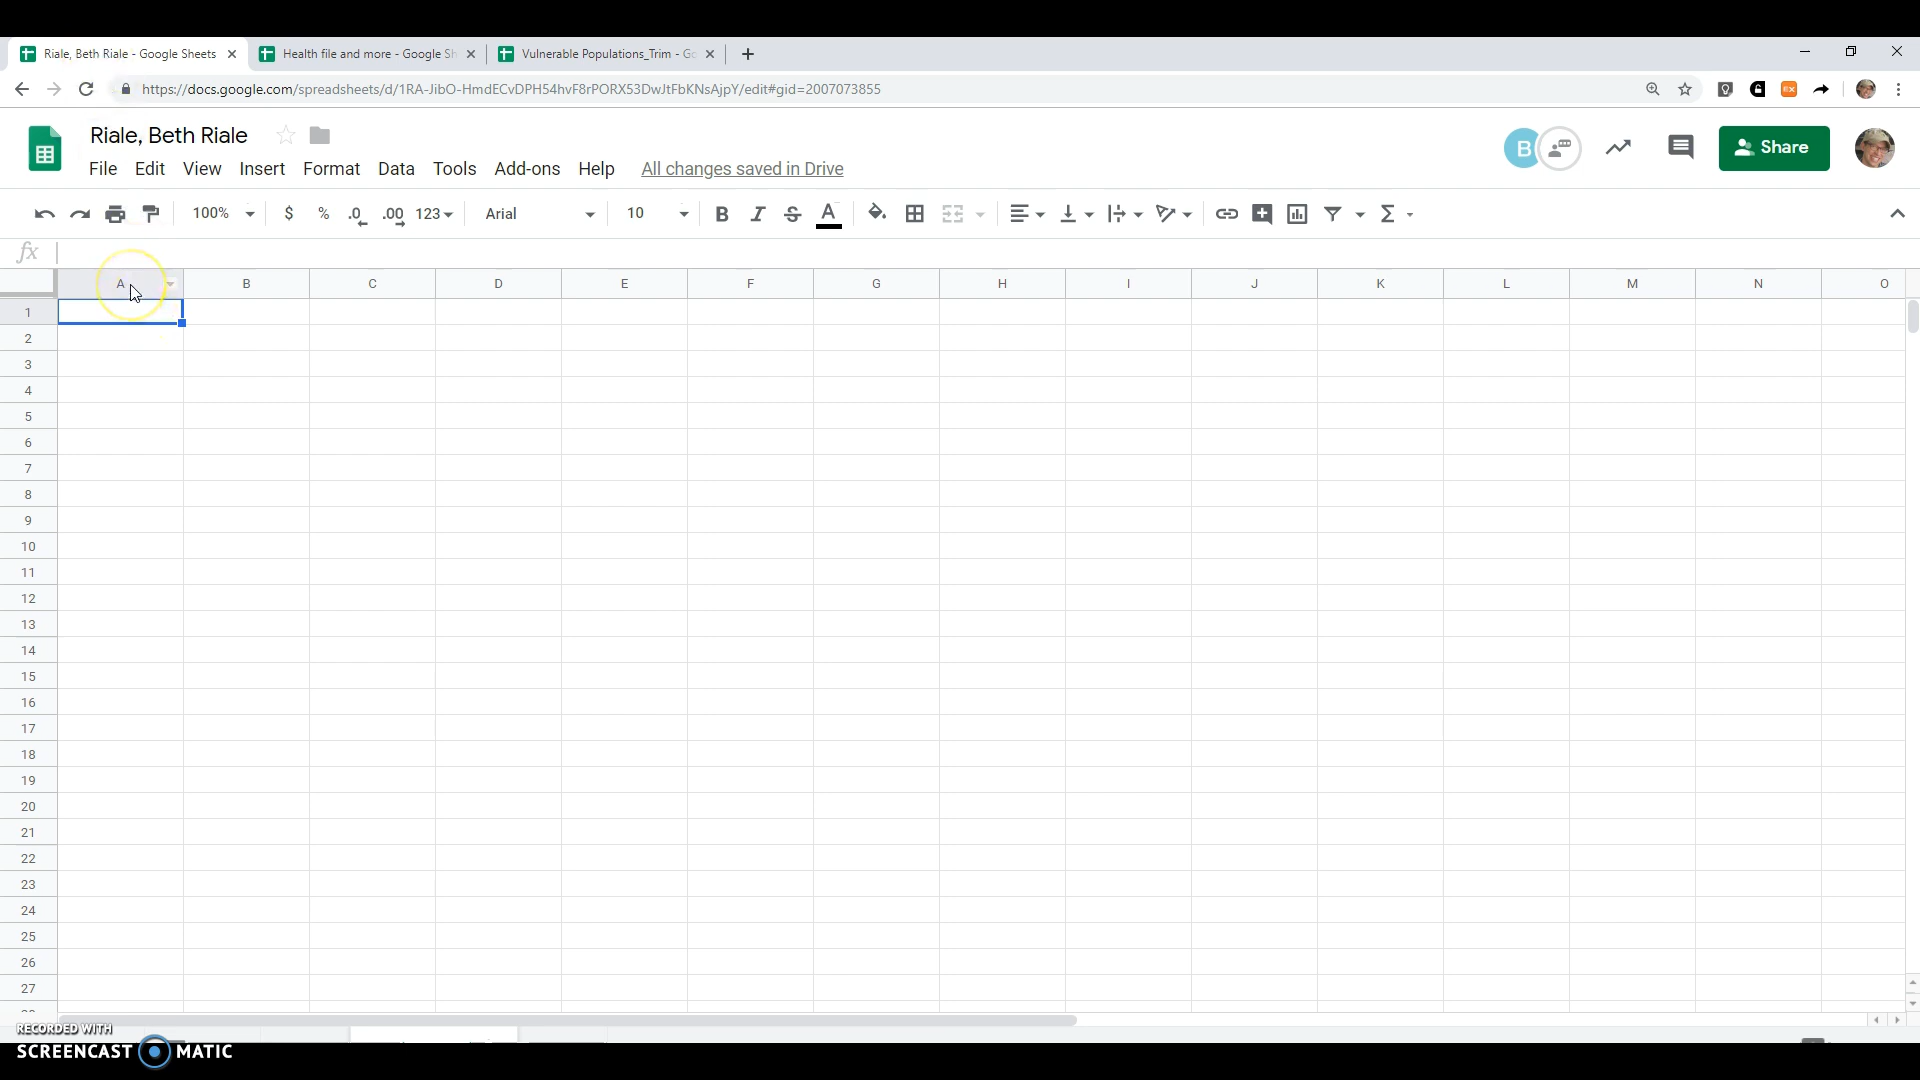 Riale, Beth Riale - Google Sheets
Health file and more - Google Sh
Vulnerable Populations_Trim - Go
https://docs.google.com/spreadsheets/d/1RA-JibO-HmdECvDPH54hvF8rPORX53DwJtFbKNsAjpY/edit#gid=2007073855
Riale, Beth Riale
File Edit View Insert Format Data Tools Add-ons Help All changes saved in Drive
B
Share
100% $ % .0 .00 123 Arial 10 B I S A Σ
fx
A B C D E F G H I J K L M N O
1
2
3
4
5
6
7
8
9
10
11
12
13
14
15
16
17
18
19
20
21
22
23
24
25
26
27
RECORDED WITH
SCREENCAST MATIC